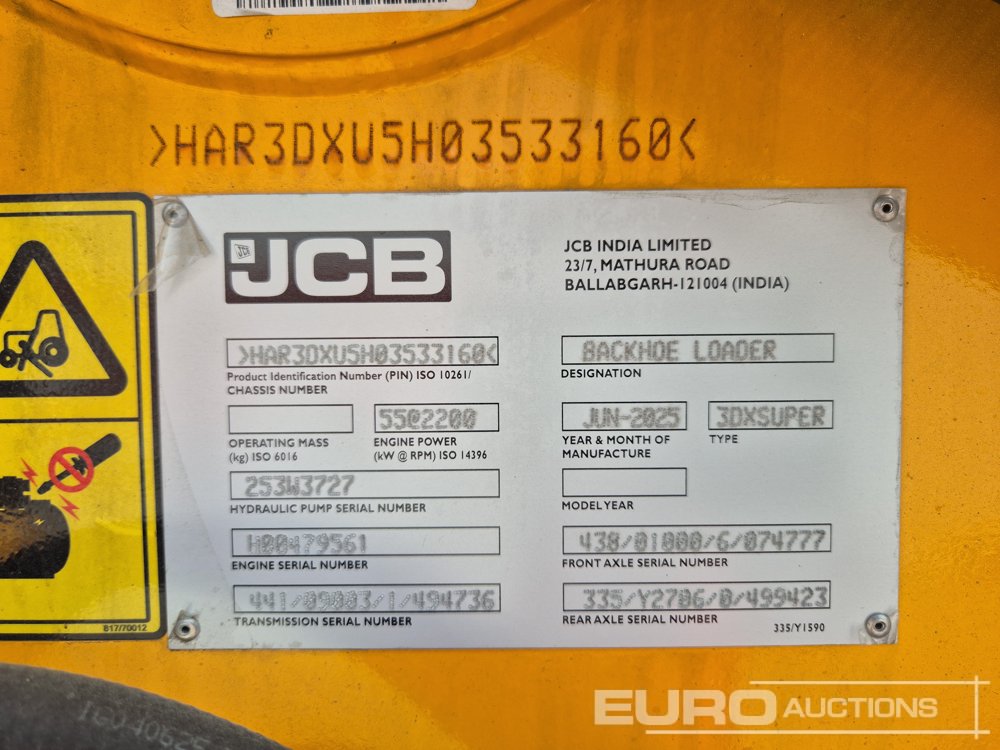 >HAR3DXU5H03533160<
JCB
JCB INDIA LIMITED
23/7, MATHURA ROAD
BALLABGARH-121004 (INDIA)
>HAR3DXU5H03533160<
Product Identification Number (PIN) ISO 10261/
CHASSIS NUMBER
BACKHOE LOADER
DESIGNATION
OPERATING MASS
(kg) ISO 6016
55@2200
ENGINE POWER
(kW @ RPM) ISO 14396
JUN-2025
YEAR & MONTH OF
MANUFACTURE
3DXSUPER
TYPE
253W3727
HYDRAULIC PUMP SERIAL NUMBER
MODEL YEAR
H00479561
ENGINE SERIAL NUMBER
438/01000/6/074777
FRONT AXLE SERIAL NUMBER
441/09003/1/494736
TRANSMISSION SERIAL NUMBER
335/Y2706/0/499423
REAR AXLE SERIAL NUMBER
335/Y1590
817/70012
EURO AUCTIONS